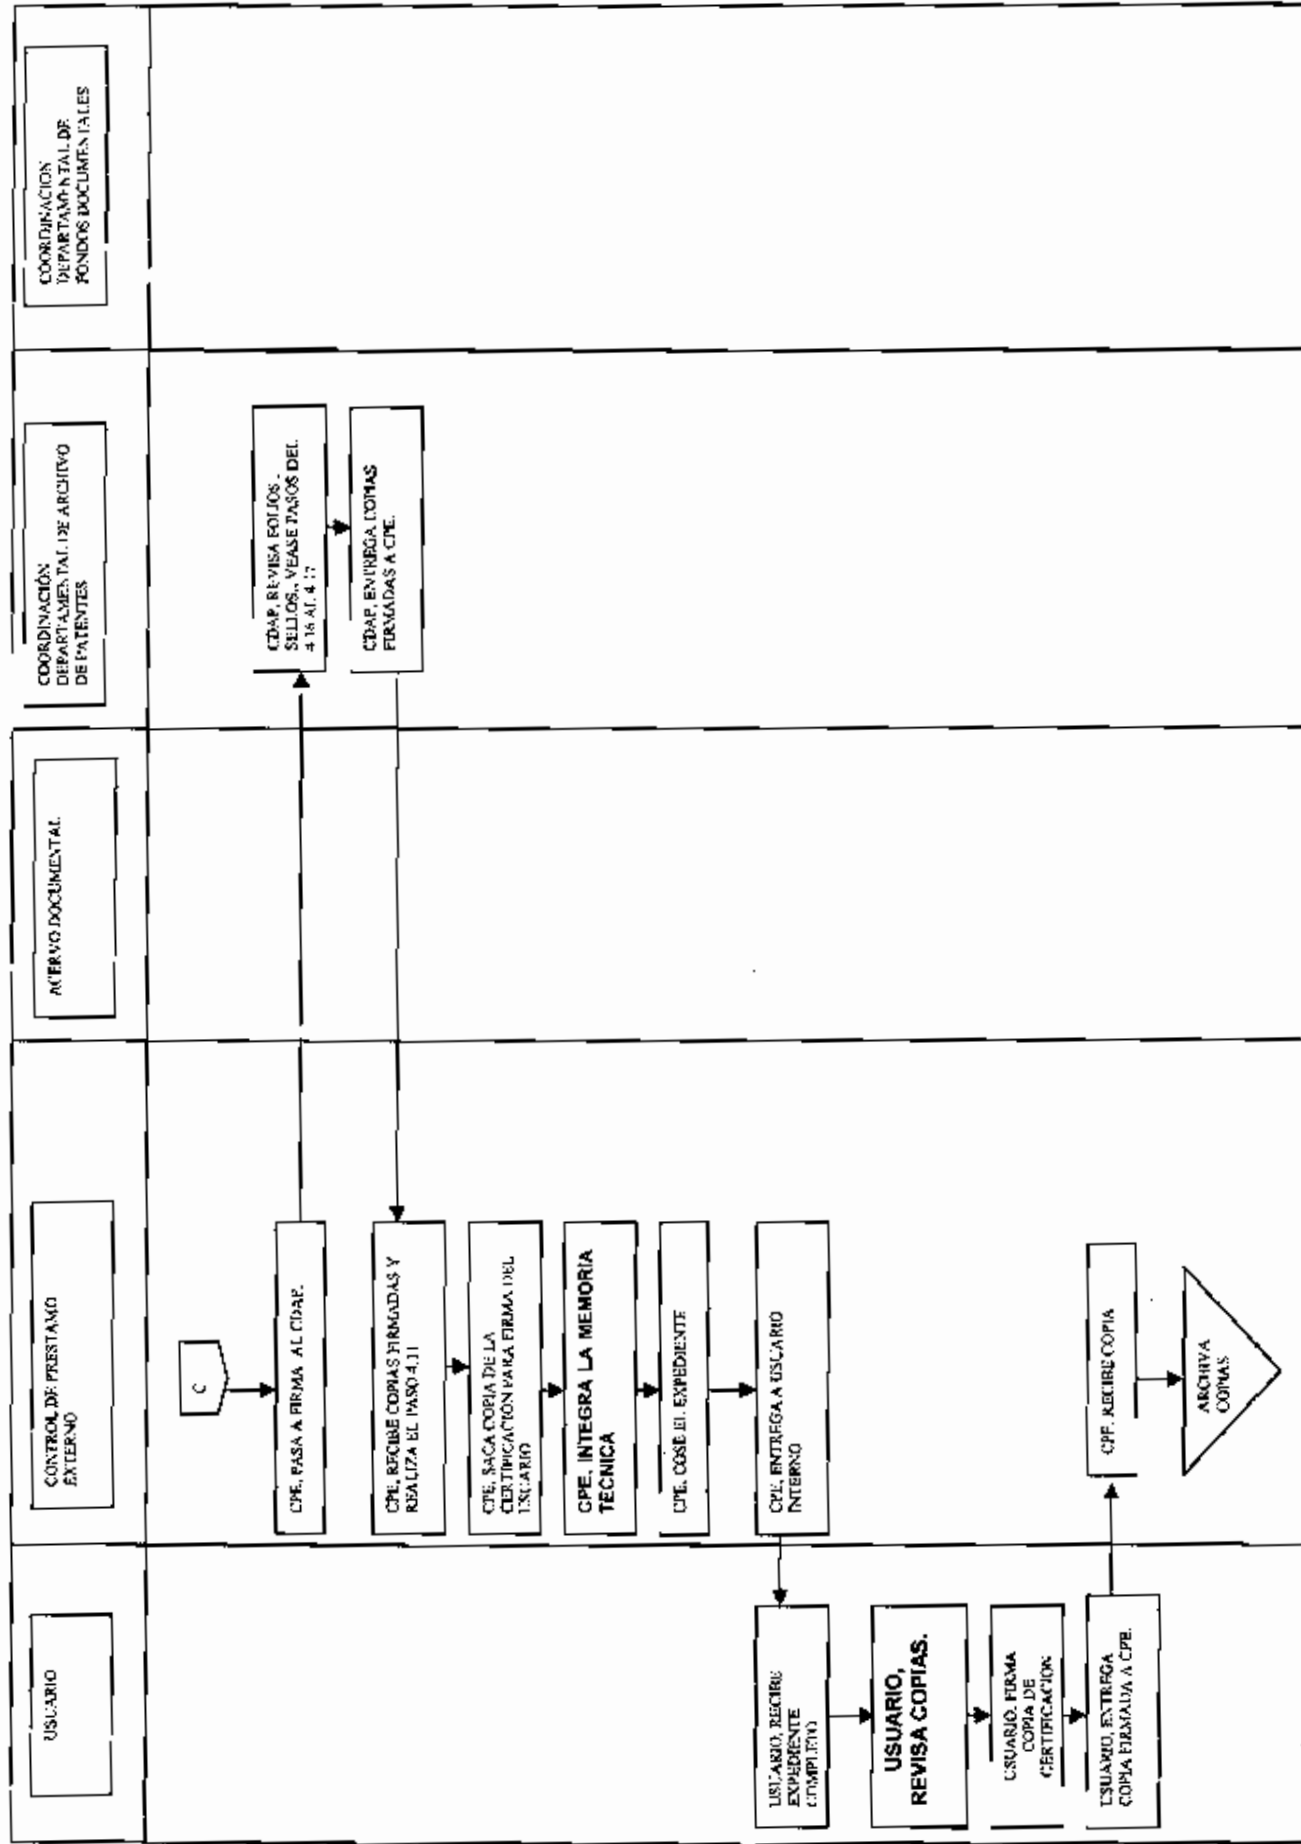 USUARIO
CONTROL DE PRESTAMO
EXTERNO
ACERVO DOCUMENTAL
COORDINACIÓN
DEPARTAMENTAL DE ARCHIVO
DE PATENTES
COORDINACION
DEPARTAMENTAL DE
FONDOS DOCUMENTALES
C
CPE, PASA A FIRMA AL CDAP.
CDAP, REVISA FOLIOS,
SELLOS, VEASE PASOS DEL
4.16 AL 4.17
CDAP, ENTREGA COPIAS
FIRMADAS A CPE.
CPE, RECIBE COPIAS FIRMADAS Y
REALIZA EL PASO 4.11
CPE, SACA COPIA DE LA
CERTIFICACIÓN PARA FIRMA DEL
USUARIO
CPE, INTEGRA LA MEMORIA
TECNICA
CPE, COSE EL EXPEDIENTE
CPE, ENTREGA A USUARIO
INTERNO
USUARIO, RECIBE
EXPEDIENTE
COMPLETO
USUARIO,
REVISA COPIAS.
USUARIO, FIRMA
COPIA DE
CERTIFICACION
USUARIO, ENTREGA
COPIA FIRMADA A CPE.
CPE, RECIBE COPIA
ARCHIVA
COPIAS